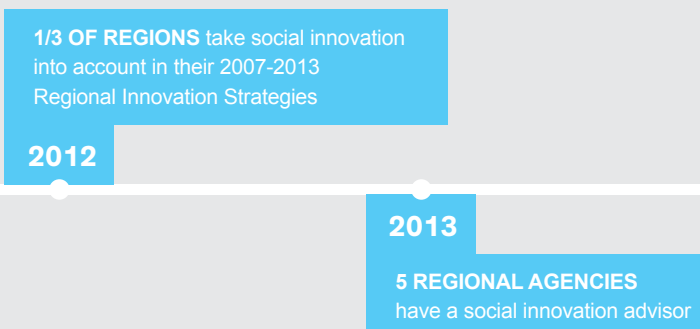 1/3 OF REGIONS take social innovation
into account in their 2007-2013
Regional Innovation Strategies
2012
2013
5 REGIONAL AGENCIES
have a social innovation advisor